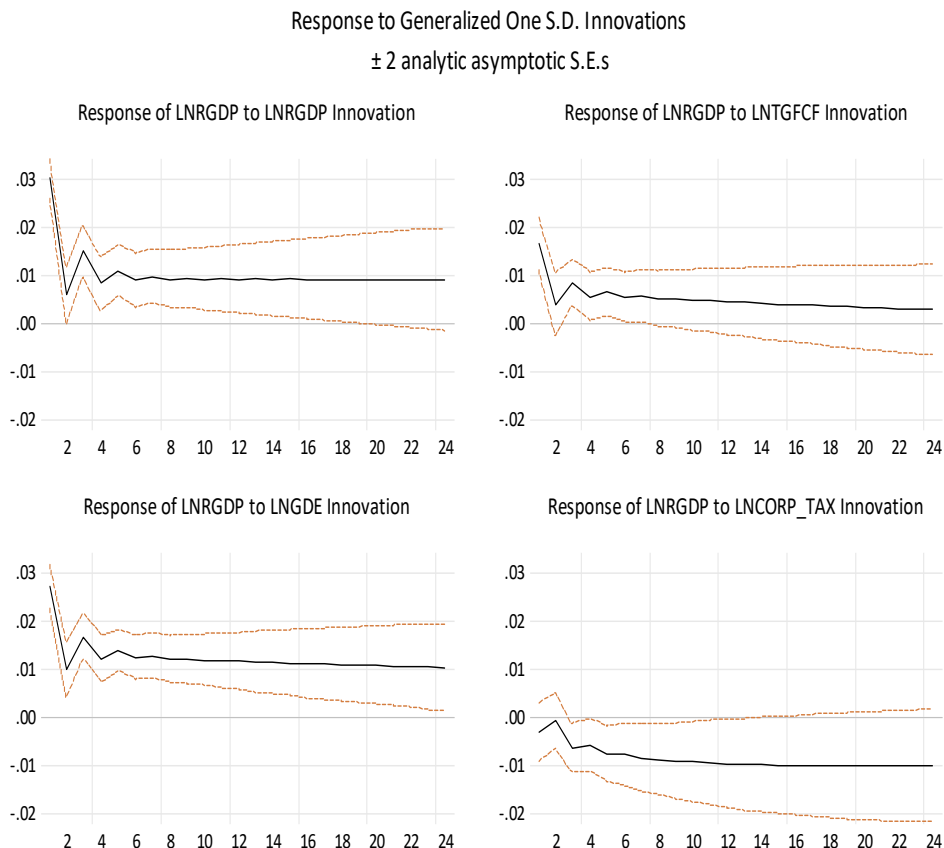 Response to Generalized One S.D. Innovations
± 2 analytic asymptotic S.E.s
Response of LNRGDP to LNRGDP Innovation
.03
.02
.01
.00
-.01
-.02
2 4 6 8 10 12 14 16 18 20 22 24
Response of LNRGDP to LNTGFCF Innovation
.03
.02
.01
.00
-.01
-.02
2 4 6 8 10 12 14 16 18 20 22 24
Response of LNRGDP to LNGDE Innovation
.03
.02
.01
.00
-.01
-.02
2 4 6 8 10 12 14 16 18 20 22 24
Response of LNRGDP to LNCORP_TAX Innovation
.03
.02
.01
.00
-.01
-.02
2 4 6 8 10 12 14 16 18 20 22 24